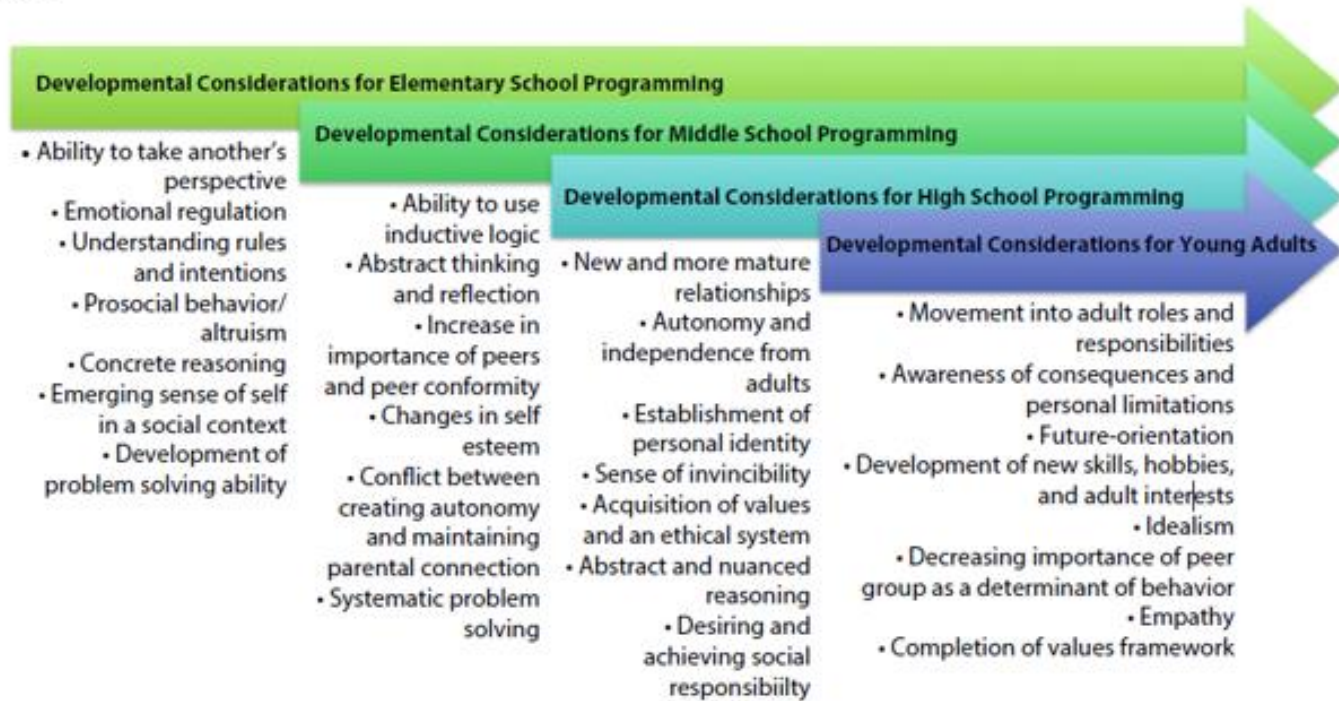 Developmental Considerations for Elementary School Programming
• Ability to take another's
perspective
• Emotional regulation
• Understanding rules
and intentions
• Prosocial behavior/
altruism
• Concrete reasoning
• Emerging sense of self
in a social context
• Development of
problem solving ability
Developmental Considerations for Middle School Programming
• Ability to use
inductive logic
• Abstract thinking
and reflection
• Increase in
importance of peers
and peer conformity
• Changes in self
esteem
• Conflict between
creating autonomy
and maintaining
parental connection
• Systematic problem
solving
Developmental Considerations for High School Programming
• New and more mature
relationships
• Autonomy and
independence from
adults
• Establishment of
personal identity
• Sense of invincibility
• Acquisition of values
and an ethical system
• Abstract and nuanced
reasoning
• Desiring and
achieving social
responsibiilty
Developmental Considerations for Young Adults
• Movement into adult roles and
responsibilities
• Awareness of consequences and
personal limitations
• Future-orientation
• Development of new skills, hobbies,
and adult interests
• Idealism
• Decreasing importance of peer
group as a determinant of behavior
• Empathy
• Completion of values framework